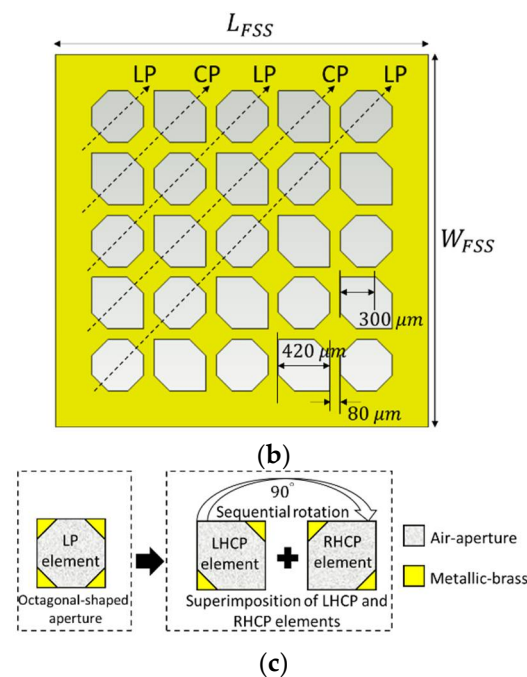 L_FSS
LP CP LP CP LP
W_FSS
300 μm
420 μm
80 μm
(b)
90°
Sequential rotation
LP element
LHCP element
+
RHCP element
Octagonal-shaped aperture
Superimposition of LHCP and
RHCP elements
Air-aperture
Metallic-brass
(c)